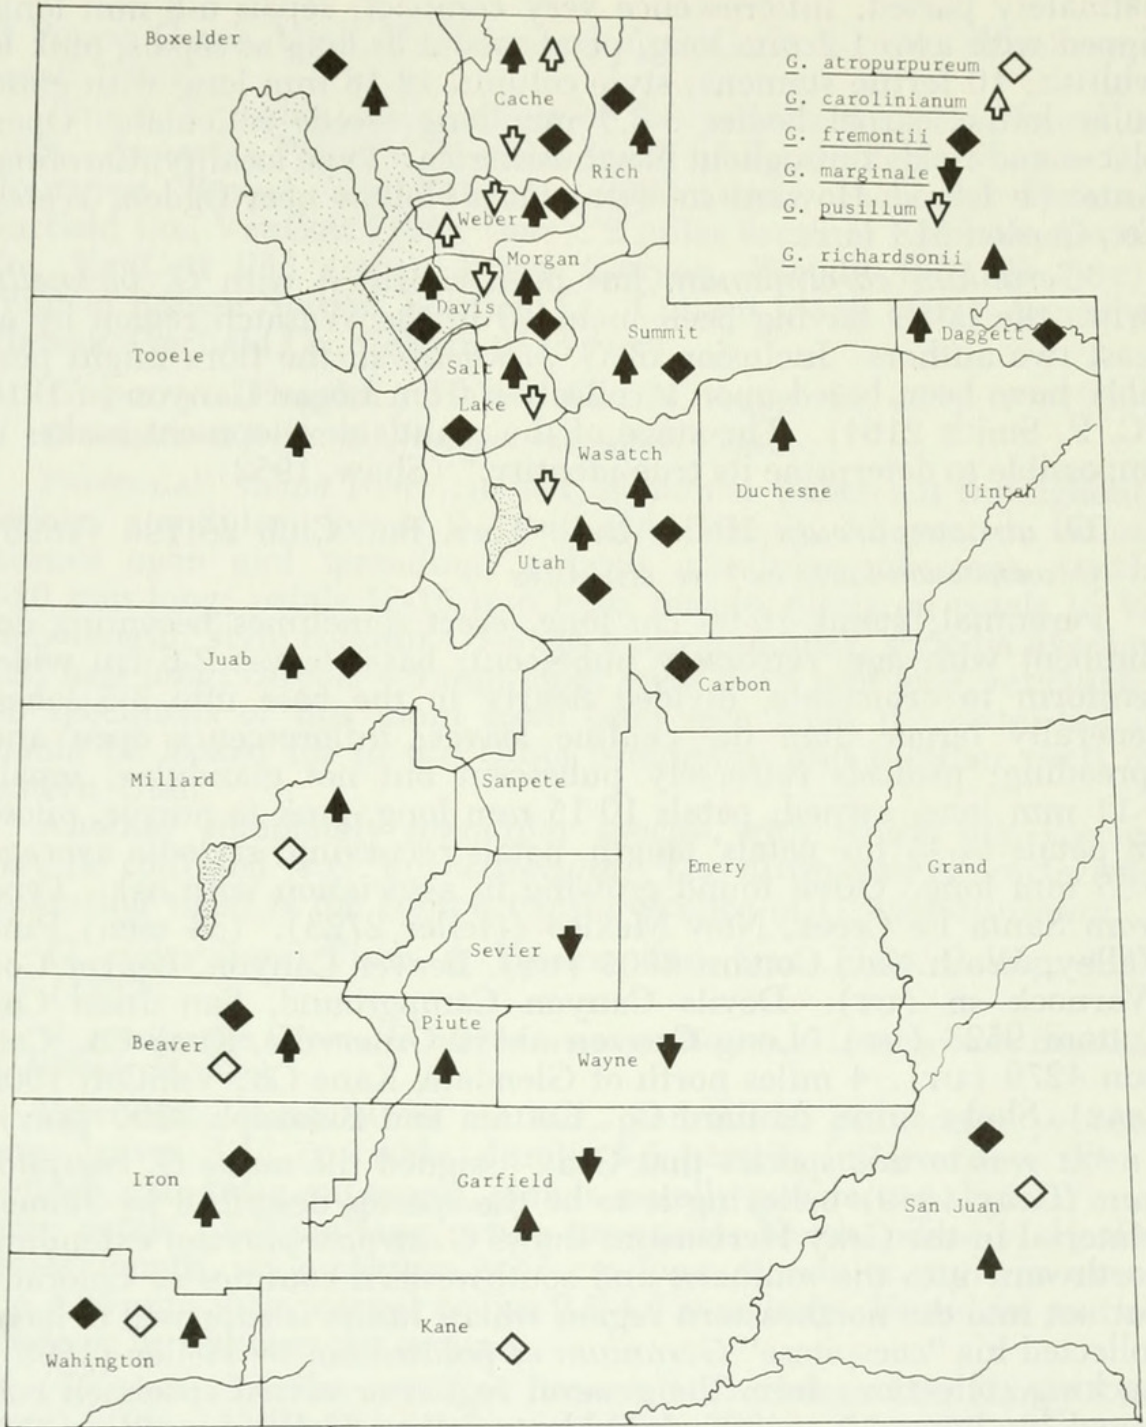 Boxelder
Cache
Rich
G. atropurpureum
G. carolinianum
G. fremontii
G. marginale
G. pusillum
G. richardsonii
Weber
Morgan
Davis
Summit
Daggett
Tooele
Salt
Lake
Wasatch
Duchesne
Uintah
Utah
Juab
Carbon
Millard
Sanpete
Emery
Grand
Sevier
Beaver
Piute
Wayne
Iron
Garfield
San Juan
Kane
Wahington